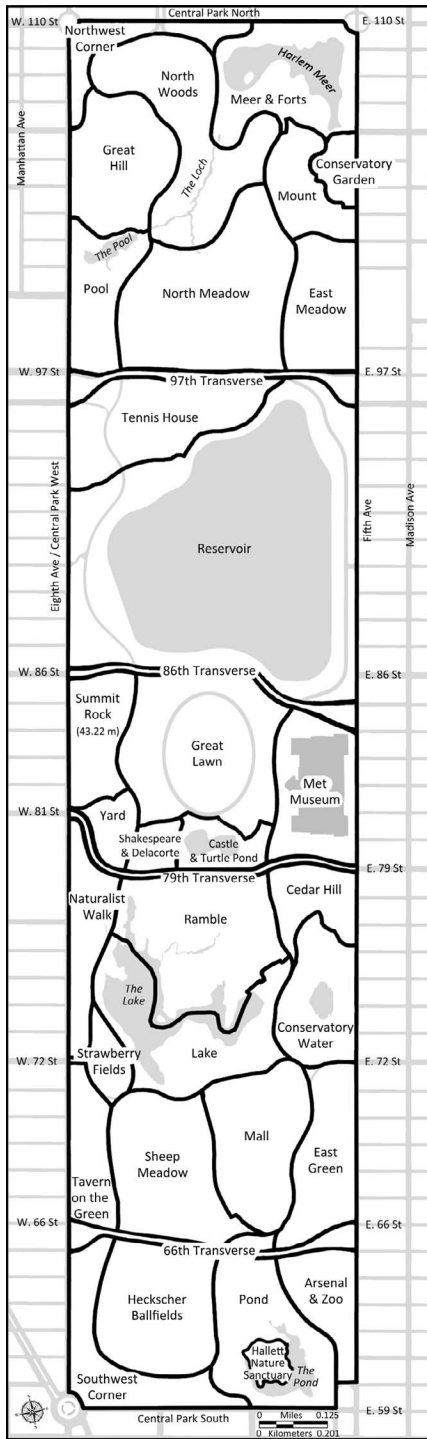 Central Park North
W. 110 St
E. 110 St
Northwest
Corner
North
Woods
Harlem Meer
Meer & Forts
Manhattan Ave
Great
Hill
The Loch
Conservatory
Garden
Mount
The Pool
Pool
North Meadow
East
Meadow
W. 97 St
E. 97 St
97th Transverse
Tennis House
Eighth Ave / Central Park West
Fifth Ave
Madison Ave
Reservoir
W. 86 St
E. 86 St
86th Transverse
Summit
Rock
(43.22 m)
Great
Lawn
Met
Museum
W. 81 St
Yard
Shakespeare
& Delacorte
Castle
& Turtle Pond
E. 79 St
79th Transverse
Cedar Hill
Naturalist
Walk
Ramble
The
Lake
Conservatory
Water
Strawberry
Fields
Lake
W. 72 St
E. 72 St
Mall
Sheep
Meadow
East
Green
Tavern
on the
Green
W. 66 St
E. 66 St
66th Transverse
Heckscher
Ballfields
Pond
Arsenal
& Zoo
Hallett
Nature
Sanctuary
The
Pond
Southwest
Corner
Central Park South
E. 59 St
0 Miles 0.125
0 Kilometers 0.201